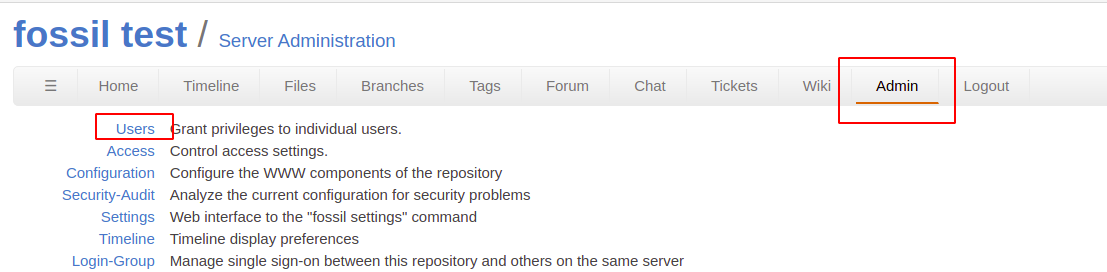 fossil test / Server Administration
☰ Home Timeline Files Branches Tags Forum Chat Tickets Wiki Admin Logout
Users Grant privileges to individual users.
Access Control access settings.
Configuration Configure the WWW components of the repository
Security-Audit Analyze the current configuration for security problems
Settings Web interface to the "fossil settings" command
Timeline Timeline display preferences
Login-Group Manage single sign-on between this repository and others on the same server